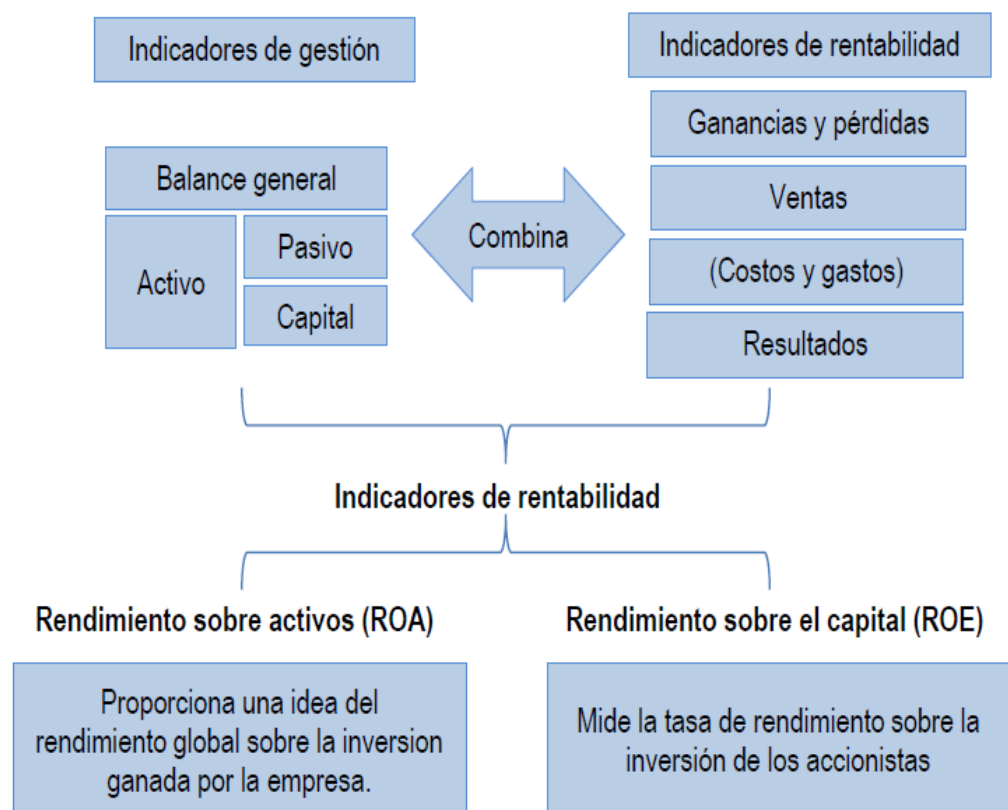 Indicadores de gestión
Indicadores de rentabilidad
Balance general
Activo
Pasivo
Capital
Combina
Ganancias y pérdidas
Ventas
(Costos y gastos)
Resultados
Indicadores de rentabilidad
Rendimiento sobre activos (ROA)
Proporciona una idea del
rendimiento global sobre la inversion
ganada por la empresa.
Rendimiento sobre el capital (ROE)
Mide la tasa de rendimiento sobre la
inversión de los accionistas